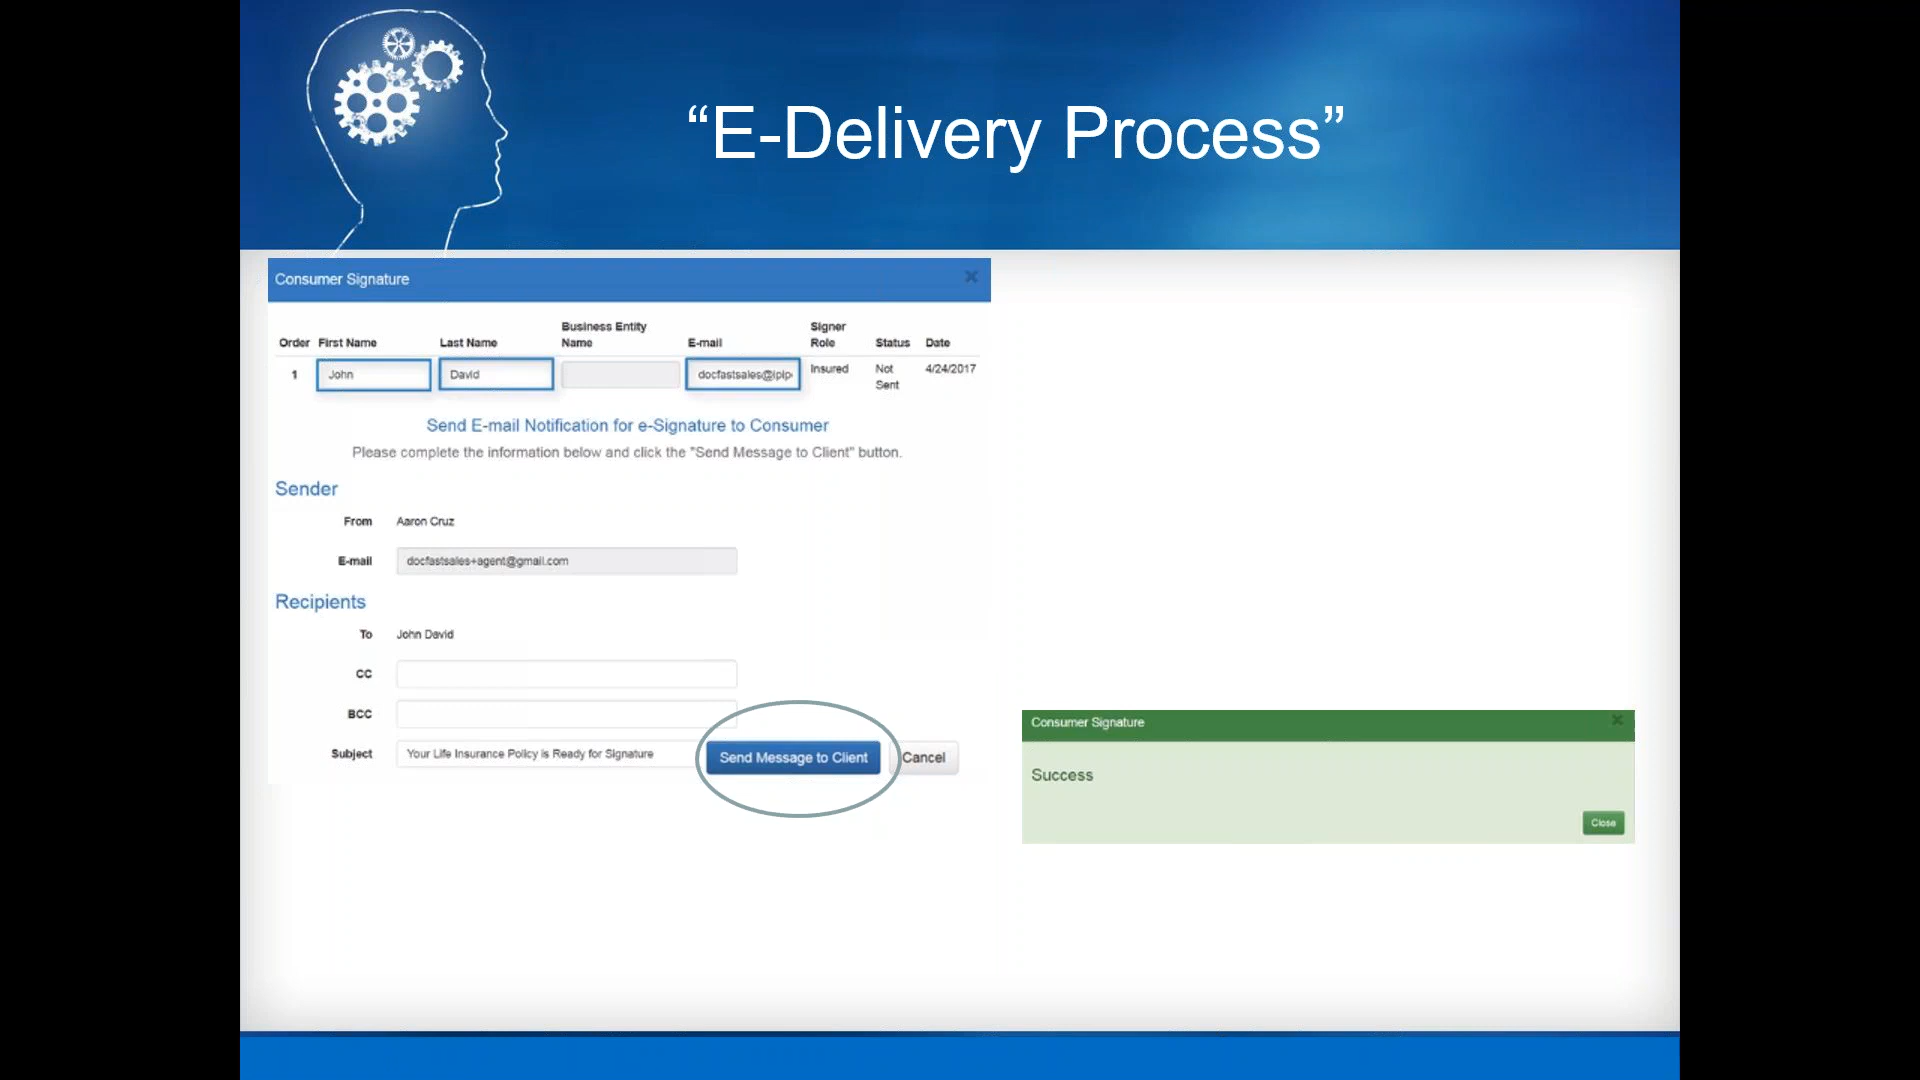 “E-Delivery Process”
Consumer Signature
Order First Name Last Name Business Entity Name E-mail Signer Role Status Date
1 John David docfastsales@iplp Insured Not Sent 4/24/2017
Send E-mail Notification for e-Signature to Consumer
Please complete the information below and click the "Send Message to Client" button.
Sender
From Aaron Cruz
E-mail docfastsales+agent@gmail.com
Recipients
To John David
CC
BCC
Subject Your Life Insurance Policy is Ready for Signature
Send Message to Client Cancel
Consumer Signature
Success
Close